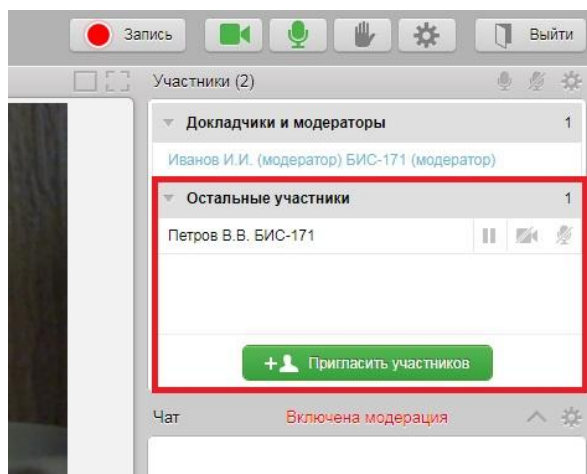 Запись
Выйти
Участники (2)
Докладчики и модераторы 1
Иванов И.И. (модератор) БИС-171 (модератор)
Остальные участники 1
Петров В.В. БИС-171
Пригласить участников
Чат Включена модерация